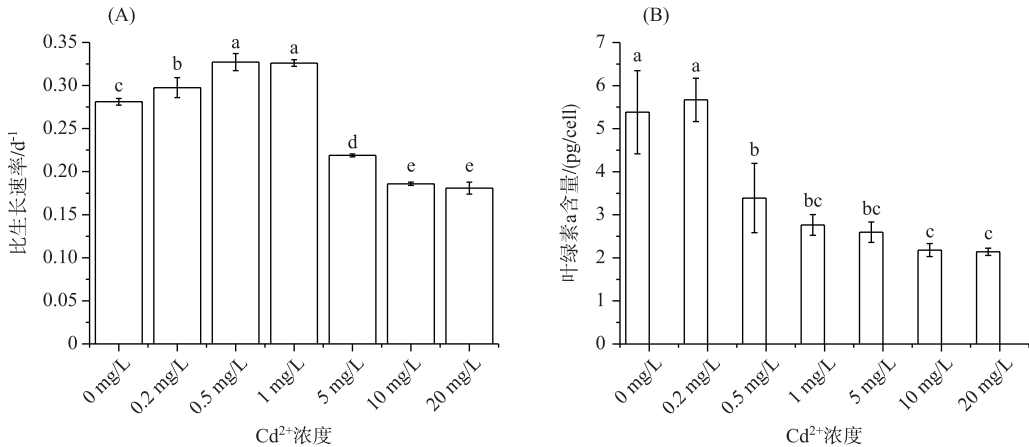 (A)
0.35
0.30
0.25
0.20
0.15
0.10
0.05
0
比生长速率/d⁻¹
c
b
a
a
d
e
e
0 mg/L
0.2 mg/L
0.5 mg/L
1 mg/L
5 mg/L
10 mg/L
20 mg/L
Cd²⁺浓度
(B)
7
6
5
4
3
2
1
0
叶绿素a含量/(pg/cell)
a
a
b
bc
bc
c
c
0 mg/L
0.2 mg/L
0.5 mg/L
1 mg/L
5 mg/L
10 mg/L
20 mg/L
Cd²⁺浓度